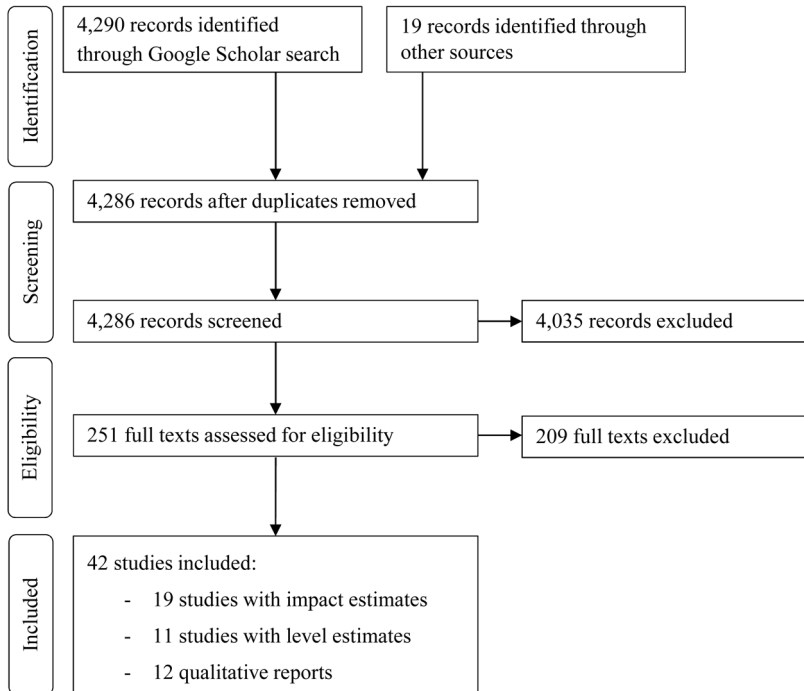 Identification
4,290 records identified
through Google Scholar search
19 records identified through
other sources
Screening
4,286 records after duplicates removed
4,286 records screened
4,035 records excluded
Eligibility
251 full texts assessed for eligibility
209 full texts excluded
Included
42 studies included:
- 19 studies with impact estimates
- 11 studies with level estimates
- 12 qualitative reports